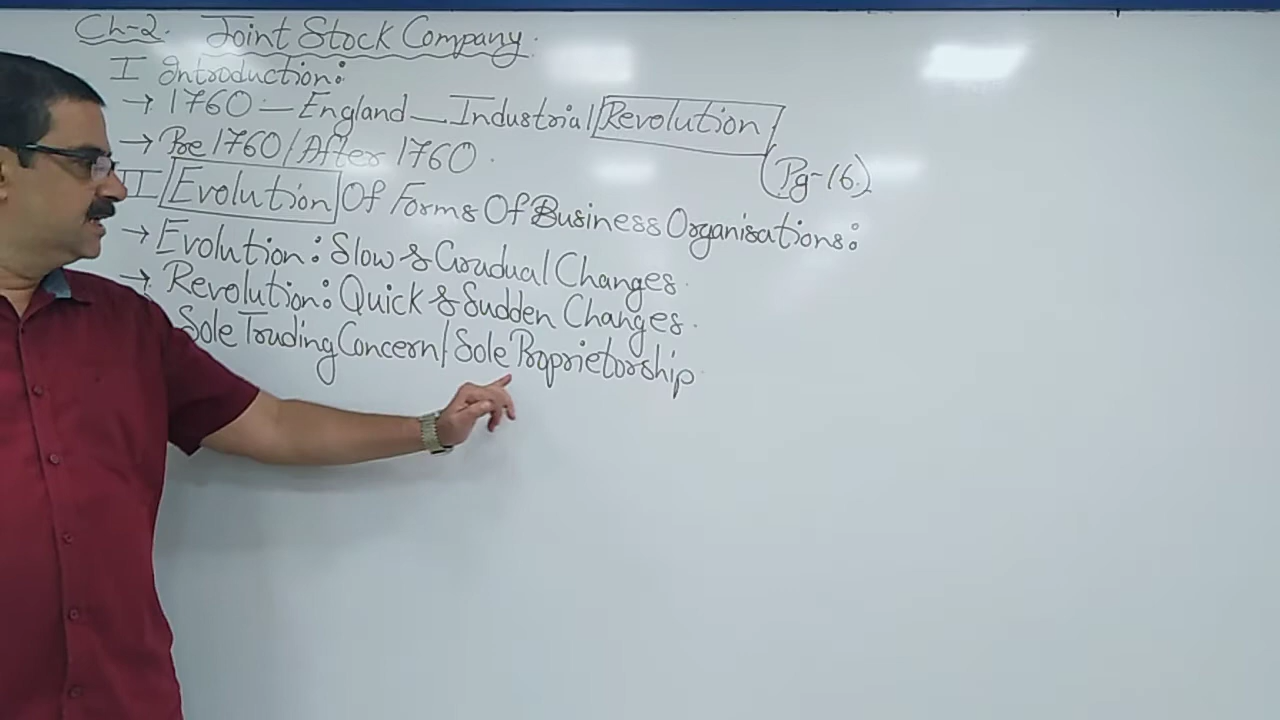 Ch-2. Joint Stock Company.
I Introduction:
→ 1760 — England — Industrial Revolution
→ Pre 1760/After 1760.
(Pg-16.)
II Evolution Of Forms Of Business Organisations:
→ Evolution: Slow & Gradual Changes.
→ Revolution: Quick & Sudden Changes.
Sole Trading Concern/Sole Proprietorship